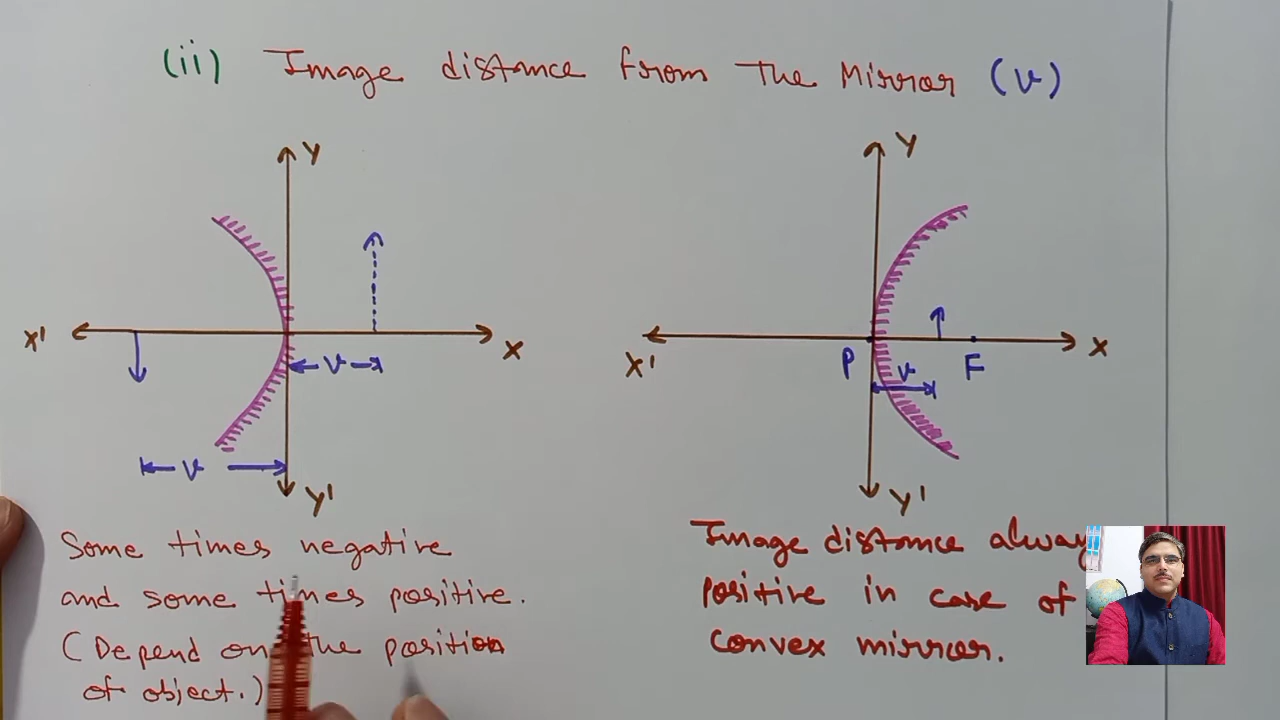 (ii) Image distance from The Mirror (v)
Y
Y
X'
X
v
v
Y'
X'
X
P
v
F
Y'
Some times negative
and some times positive.
(Depend on the position
of object.)
Image distance always
positive in case of
convex mirror.